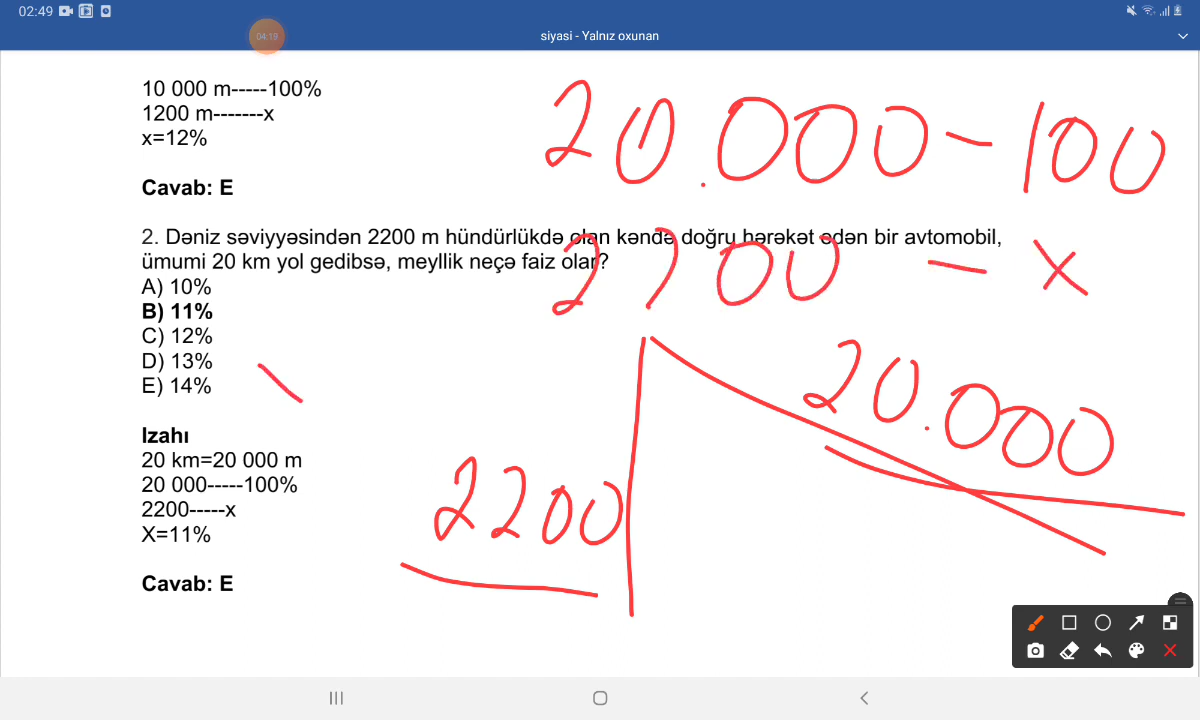 02:49
04:19
siyasi - Yalnız oxunan
10 000 m-----100%
1200 m-------x
x=12%
Cavab: E
20.000 - 100
2. Dəniz səviyyəsindən 2200 m hündürlükdə olan kəndə doğru hərəkət edən bir avtomobil,
ümumi 20 km yol gedibsə, meyllik neçə faiz olar?
2200 - x
A) 10%
B) 11%
C) 12%
D) 13%
E) 14%
20.000
Izahı
20 km=20 000 m
20 000-----100%
2200-----x
X=11%
2200
Cavab: E